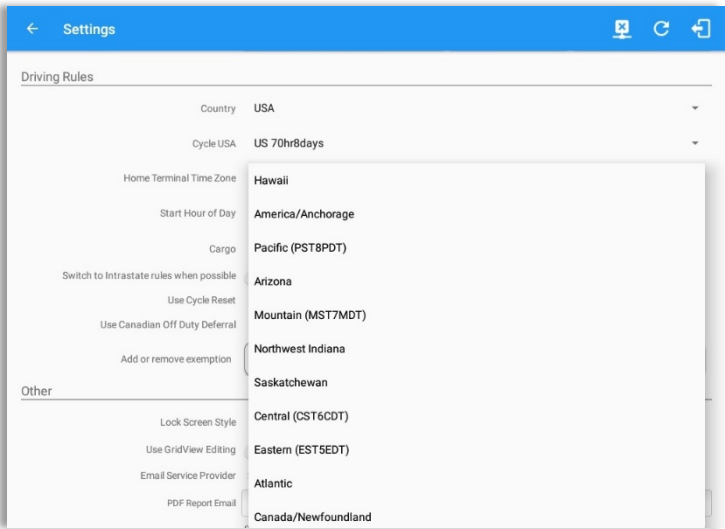 Settings
Driving Rules
Country USA
Cycle USA US 70hr8days
Home Terminal Time Zone
Hawaii
Start Hour of Day
America/Anchorage
Cargo
Pacific (PST8PDT)
Switch to Intrastate rules when possible
Arizona
Use Cycle Reset
Mountain (MST7MDT)
Use Canadian Off Duty Deferral
Northwest Indiana
Add or remove exemption
Saskatchewan
Other
Lock Screen Style
Central (CST6CDT)
Use GridView Editing
Eastern (EST5EDT)
Email Service Provider
Atlantic
PDF Report Email
Canada/Newfoundland